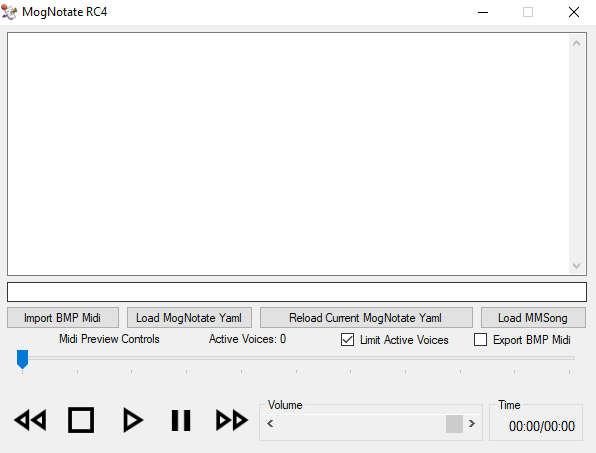 MogNotate RC4
Import BMP Midi
Load MogNotate Yaml
Reload Current MogNotate Yaml
Load MMSong
Midi Preview Controls
Active Voices: 0
Limit Active Voices
Export BMP Midi
Volume
Time
00:00/00:00